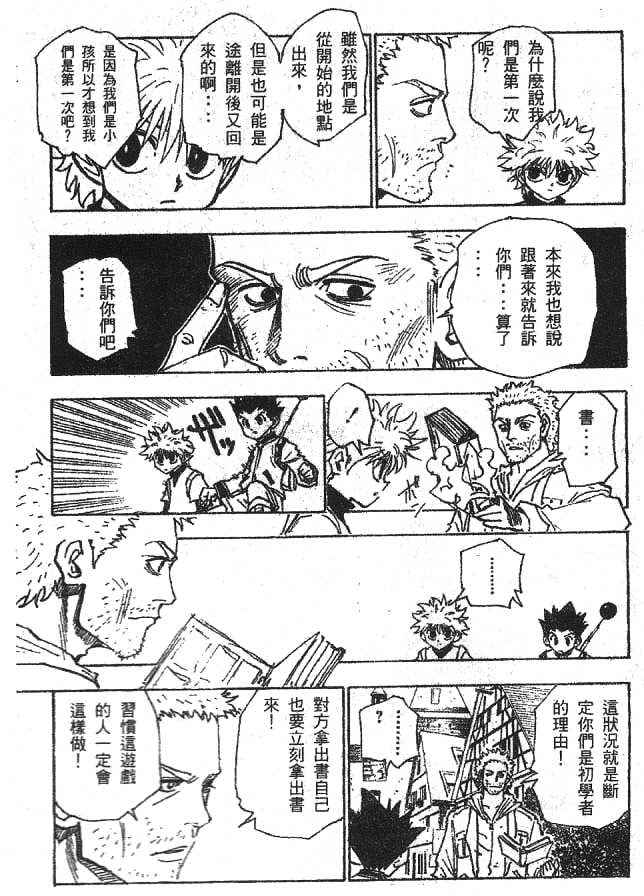 為什麼說我
們是第一次
呢？
雖然我們是
從開始的地點
出來，
但是也可能是
途離開後又回
來的啊‧‧‧
是因為我們是小
孩所以才想到我
們是第一次吧？
本來我也想說
跟著來就告訴
你們‧‧‧算了
‧‧‧
告訴你們吧
‧‧‧
書‧‧‧
！
ザッ
‧‧‧‧‧‧
這狀況就是斷
定你們是初學者
的理由！
‧‧‧‧‧‧？
對方拿出書自己
也要立刻拿出書
來！
習慣這遊戲
的人一定會
這樣做！